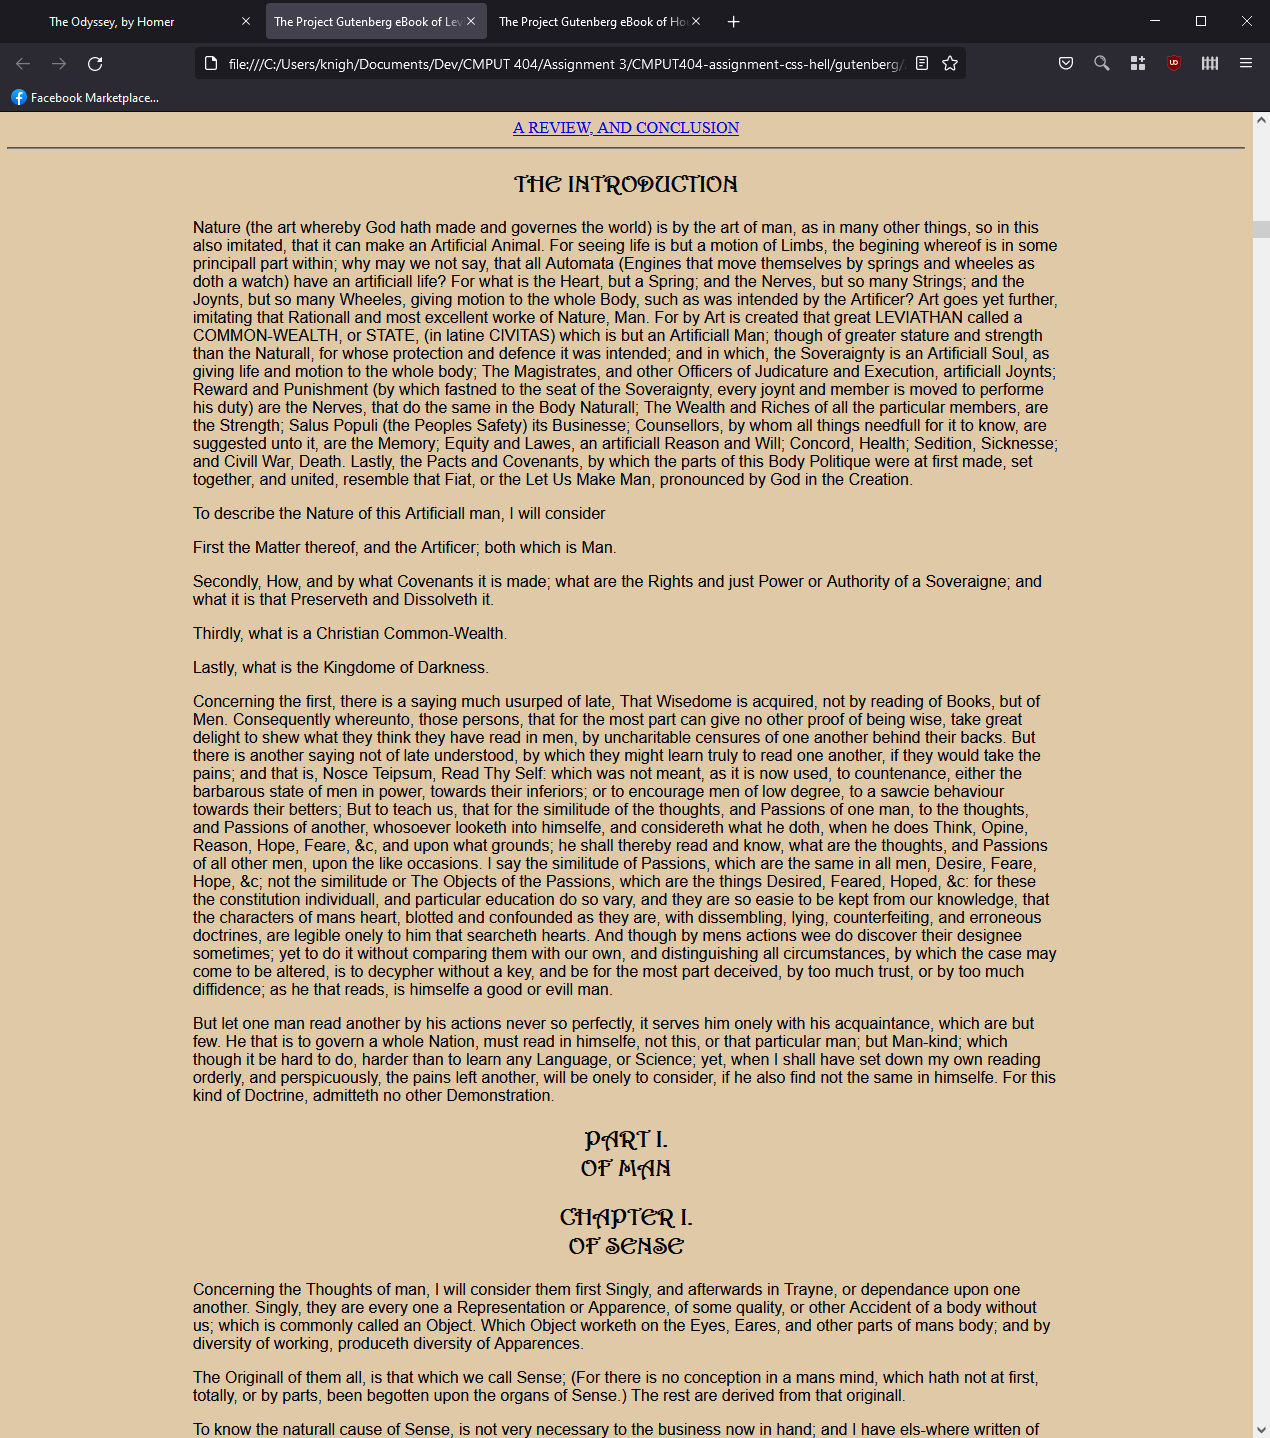 The Odyssey, by Homer
The Project Gutenberg eBook of Lev
The Project Gutenberg eBook of Ho
file:///C:/Users/knigh/Documents/Dev/CMPUT 404/Assignment 3/CMPUT404-assignment-css-hell/gutenberg/
Facebook Marketplace...
A REVIEW, AND CONCLUSION
THE INTRODUCTION
Nature (the art whereby God hath made and governes the world) is by the art of man, as in many other things, so in this
also imitated, that it can make an Artificial Animal. For seeing life is but a motion of Limbs, the begining whereof is in some
principall part within; why may we not say, that all Automata (Engines that move themselves by springs and wheeles as
doth a watch) have an artificiall life? For what is the Heart, but a Spring; and the Nerves, but so many Strings; and the
Joynts, but so many Wheeles, giving motion to the whole Body, such as was intended by the Artificer? Art goes yet further,
imitating that Rationall and most excellent worke of Nature, Man. For by Art is created that great LEVIATHAN called a
COMMON-WEALTH, or STATE, (in latine CIVITAS) which is but an Artificiall Man; though of greater stature and strength
than the Naturall, for whose protection and defence it was intended; and in which, the Soveraignty is an Artificiall Soul, as
giving life and motion to the whole body; The Magistrates, and other Officers of Judicature and Execution, artificiall Joynts;
Reward and Punishment (by which fastned to the seat of the Soveraignty, every joynt and member is moved to performe
his duty) are the Nerves, that do the same in the Body Naturall; The Wealth and Riches of all the particular members, are
the Strength; Salus Populi (the Peoples Safety) its Businesse; Counsellors, by whom all things needfull for it to know, are
suggested unto it, are the Memory; Equity and Lawes, an artificiall Reason and Will; Concord, Health; Sedition, Sicknesse;
and Civill War, Death. Lastly, the Pacts and Covenants, by which the parts of this Body Politique were at first made, set
together, and united, resemble that Fiat, or the Let Us Make Man, pronounced by God in the Creation.
To describe the Nature of this Artificiall man, I will consider
First the Matter thereof, and the Artificer; both which is Man.
Secondly, How, and by what Covenants it is made; what are the Rights and just Power or Authority of a Soveraigne; and
what it is that Preserveth and Dissolveth it.
Thirdly, what is a Christian Common-Wealth.
Lastly, what is the Kingdome of Darkness.
Concerning the first, there is a saying much usurped of late, That Wisedome is acquired, not by reading of Books, but of
Men. Consequently whereunto, those persons, that for the most part can give no other proof of being wise, take great
delight to shew what they think they have read in men, by uncharitable censures of one another behind their backs. But
there is another saying not of late understood, by which they might learn truly to read one another, if they would take the
pains; and that is, Nosce Teipsum, Read Thy Self: which was not meant, as it is now used, to countenance, either the
barbarous state of men in power, towards their inferiors; or to encourage men of low degree, to a sawcie behaviour
towards their betters; But to teach us, that for the similitude of the thoughts, and Passions of one man, to the thoughts,
and Passions of another, whosoever looketh into himselfe, and considereth what he doth, when he does Think, Opine,
Reason, Hope, Feare, &c, and upon what grounds; he shall thereby read and know, what are the thoughts, and Passions
of all other men, upon the like occasions. I say the similitude of Passions, which are the same in all men, Desire, Feare,
Hope, &c; not the similitude or The Objects of the Passions, which are the things Desired, Feared, Hoped, &c: for these
the constitution individuall, and particular education do so vary, and they are so easie to be kept from our knowledge, that
the characters of mans heart, blotted and confounded as they are, with dissembling, lying, counterfeiting, and erroneous
doctrines, are legible onely to him that searcheth hearts. And though by mens actions wee do discover their designee
sometimes; yet to do it without comparing them with our own, and distinguishing all circumstances, by which the case may
come to be altered, is to decypher without a key, and be for the most part deceived, by too much trust, or by too much
diffidence; as he that reads, is himselfe a good or evill man.
But let one man read another by his actions never so perfectly, it serves him onely with his acquaintance, which are but
few. He that is to govern a whole Nation, must read in himselfe, not this, or that particular man; but Man-kind; which
though it be hard to do, harder than to learn any Language, or Science; yet, when I shall have set down my own reading
orderly, and perspicuously, the pains left another, will be onely to consider, if he also find not the same in himselfe. For this
kind of Doctrine, admitteth no other Demonstration.
PART I.
OF MAN
CHAPTER I.
OF SENSE
Concerning the Thoughts of man, I will consider them first Singly, and afterwards in Trayne, or dependance upon one
another. Singly, they are every one a Representation or Apparence, of some quality, or other Accident of a body without
us; which is commonly called an Object. Which Object worketh on the Eyes, Eares, and other parts of mans body; and by
diversity of working, produceth diversity of Apparences.
The Originall of them all, is that which we call Sense; (For there is no conception in a mans mind, which hath not at first,
totally, or by parts, been begotten upon the organs of Sense.) The rest are derived from that originall.
To know the naturall cause of Sense, is not very necessary to the business now in hand; and I have els-where written of